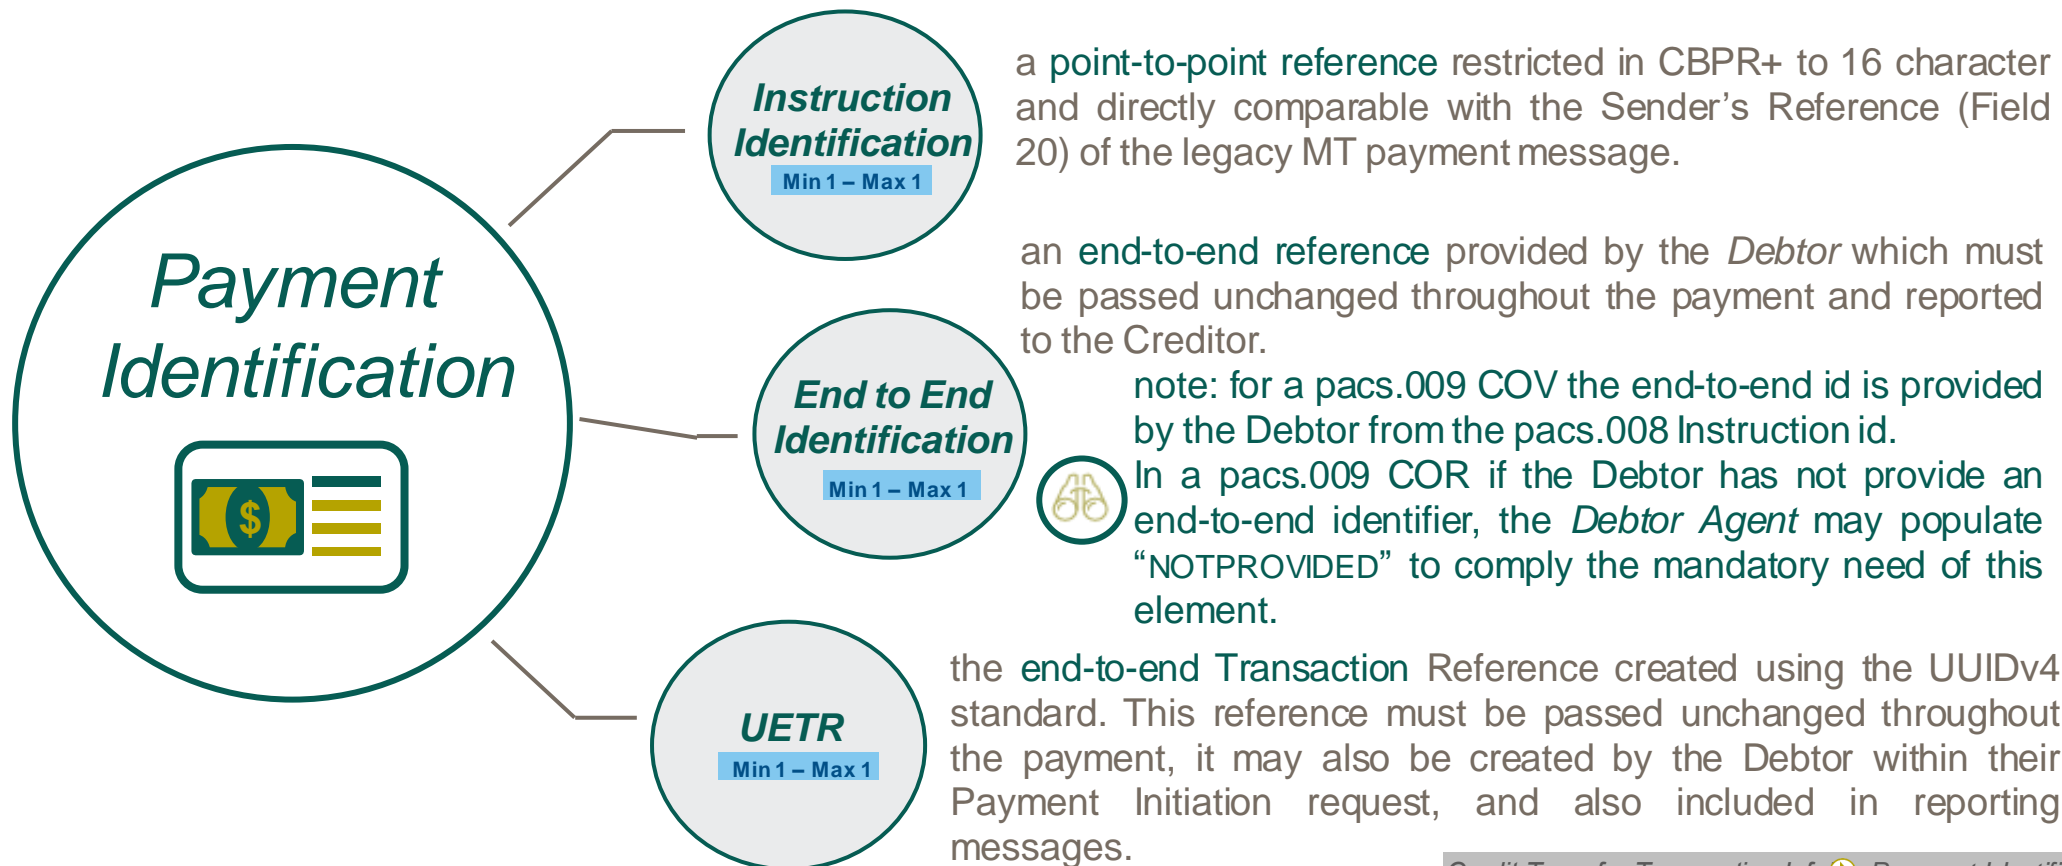 Payment
Identification
$
Instruction
Identification
Min 1 – Max 1
a point-to-point reference restricted in CBPR+ to 16 character
and directly comparable with the Sender’s Reference (Field
20) of the legacy MT payment message.
End to End
Identification
Min 1 – Max 1
an end-to-end reference provided by the Debtor which must
be passed unchanged throughout the payment and reported
to the Creditor.
note: for a pacs.009 COV the end-to-end id is provided
by the Debtor from the pacs.008 Instruction id.
In a pacs.009 COR if the Debtor has not provide an
end-to-end identifier, the Debtor Agent may populate
“NOTPROVIDED” to comply the mandatory need of this
element.
UETR
Min 1 – Max 1
the end-to-end Transaction Reference created using the UUIDv4
standard. This reference must be passed unchanged throughout
the payment, it may also be created by the Debtor within their
Payment Initiation request, and also included in reporting
messages.